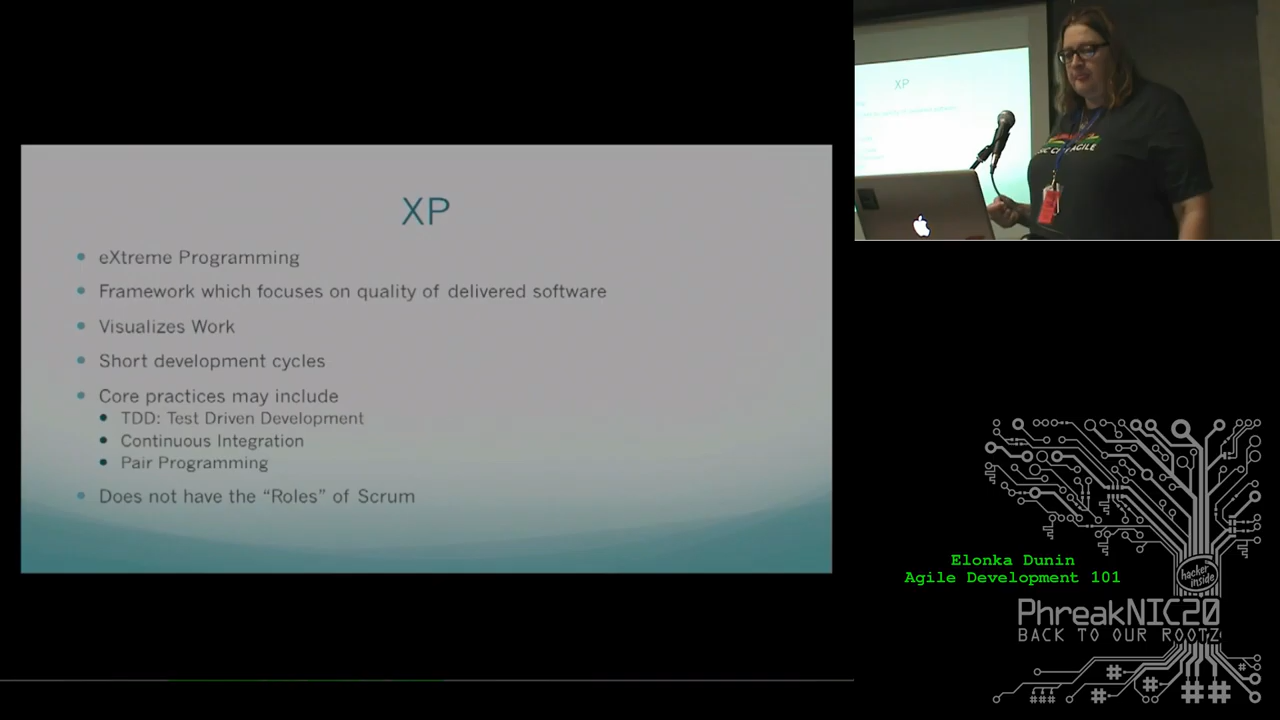 XP
eXtreme Programming
Framework which focuses on quality of delivered software
Visualizes Work
Short development cycles
Core practices may include
TDD: Test Driven Development
Continuous Integration
Pair Programming
Does not have the “Roles” of Scrum
XP
AGILE
Elonka Dunin
Agile Development 101
hacker
inside
PhreakNIC20
BACK TO OUR ROOTZ